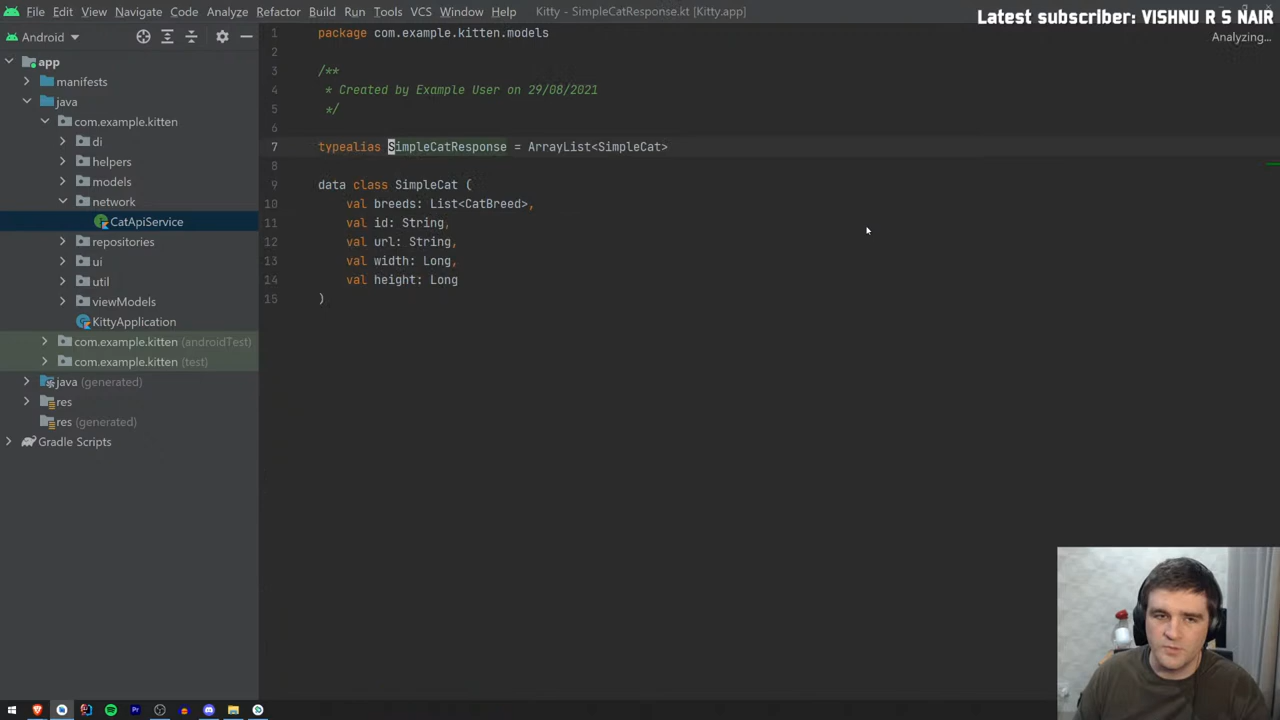 File Edit View Navigate Code Analyze Refactor Build Run Tools VCS Window Help Kitty - SimpleCatResponse.kt [Kitty.app]
Latest subscriber: VISHNU R S NAIR
Android
Analyzing...
app
manifests
java
com.example.kitten
di
helpers
models
network
CatApiService
repositories
ui
util
viewModels
KittyApplication
com.example.kitten (androidTest)
com.example.kitten (test)
java (generated)
res
res (generated)
Gradle Scripts
1 package com.example.kitten.models
2
3 /**
4 * Created by Example User on 29/08/2021
5 */
6
7 typealias SimpleCatResponse = ArrayList<SimpleCat>
8
9 data class SimpleCat (
10 val breeds: List<CatBreed>,
11 val id: String,
12 val url: String,
13 val width: Long,
14 val height: Long
15 )